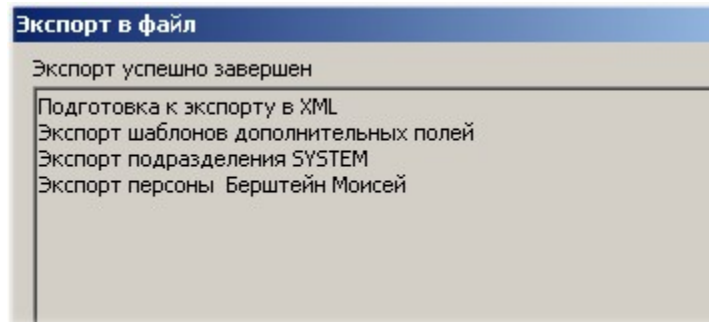 Экспорт в файл
Экспорт успешно завершен
Подготовка к экспорту в XML
Экспорт шаблонов дополнительных полей
Экспорт подразделения SYSTEM
Экспорт персоны Берштейн Моисей